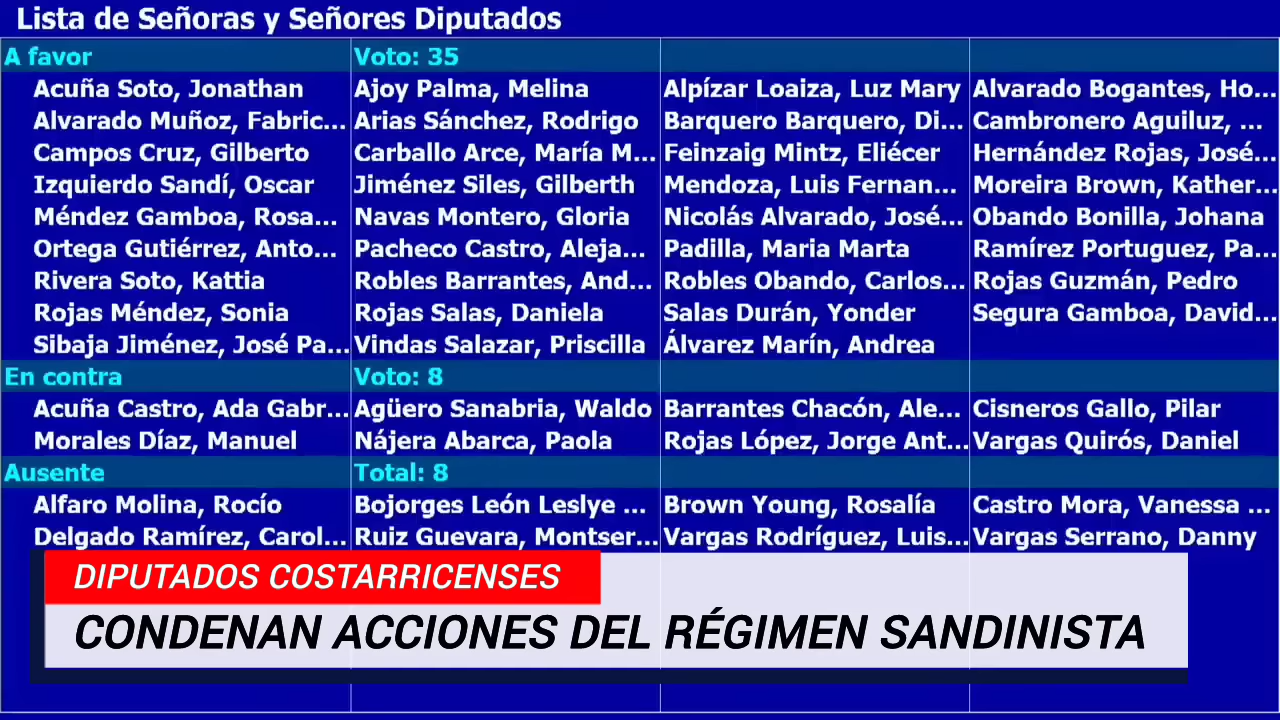 Lista de Señoras y Señores Diputados
A favor Voto: 35
Acuña Soto, Jonathan Ajoy Palma, Melina Alpízar Loaiza, Luz Mary Alvarado Bogantes, Ho...
Alvarado Muñoz, Fabric... Arias Sánchez, Rodrigo Barquero Barquero, Di... Cambronero Aguiluz, ...
Campos Cruz, Gilberto Carballo Arce, María M... Feinzaig Mintz, Eliécer Hernández Rojas, José...
Izquierdo Sandí, Oscar Jiménez Siles, Gilberth Mendoza, Luis Fernan... Moreira Brown, Kather...
Méndez Gamboa, Rosa... Navas Montero, Gloria Nicolás Alvarado, José... Obando Bonilla, Johana
Ortega Gutiérrez, Anto... Pacheco Castro, Aleja... Padilla, Maria Marta Ramírez Portuguez, Pa...
Rivera Soto, Kattia Robles Barrantes, And... Robles Obando, Carlos... Rojas Guzmán, Pedro
Rojas Méndez, Sonia Rojas Salas, Daniela Salas Durán, Yonder Segura Gamboa, David...
Sibaja Jiménez, José Pa... Vindas Salazar, Priscilla Álvarez Marín, Andrea
En contra Voto: 8
Acuña Castro, Ada Gabr... Agüero Sanabria, Waldo Barrantes Chacón, Ale... Cisneros Gallo, Pilar
Morales Díaz, Manuel Nájera Abarca, Paola Rojas López, Jorge Ant... Vargas Quirós, Daniel
Ausente Total: 8
Alfaro Molina, Rocío Bojorges León Leslye ... Brown Young, Rosalía Castro Mora, Vanessa ...
Delgado Ramírez, Carol... Ruiz Guevara, Montser... Vargas Rodríguez, Luis... Vargas Serrano, Danny
DIPUTADOS COSTARRICENSES
CONDENAN ACCIONES DEL RÉGIMEN SANDINISTA